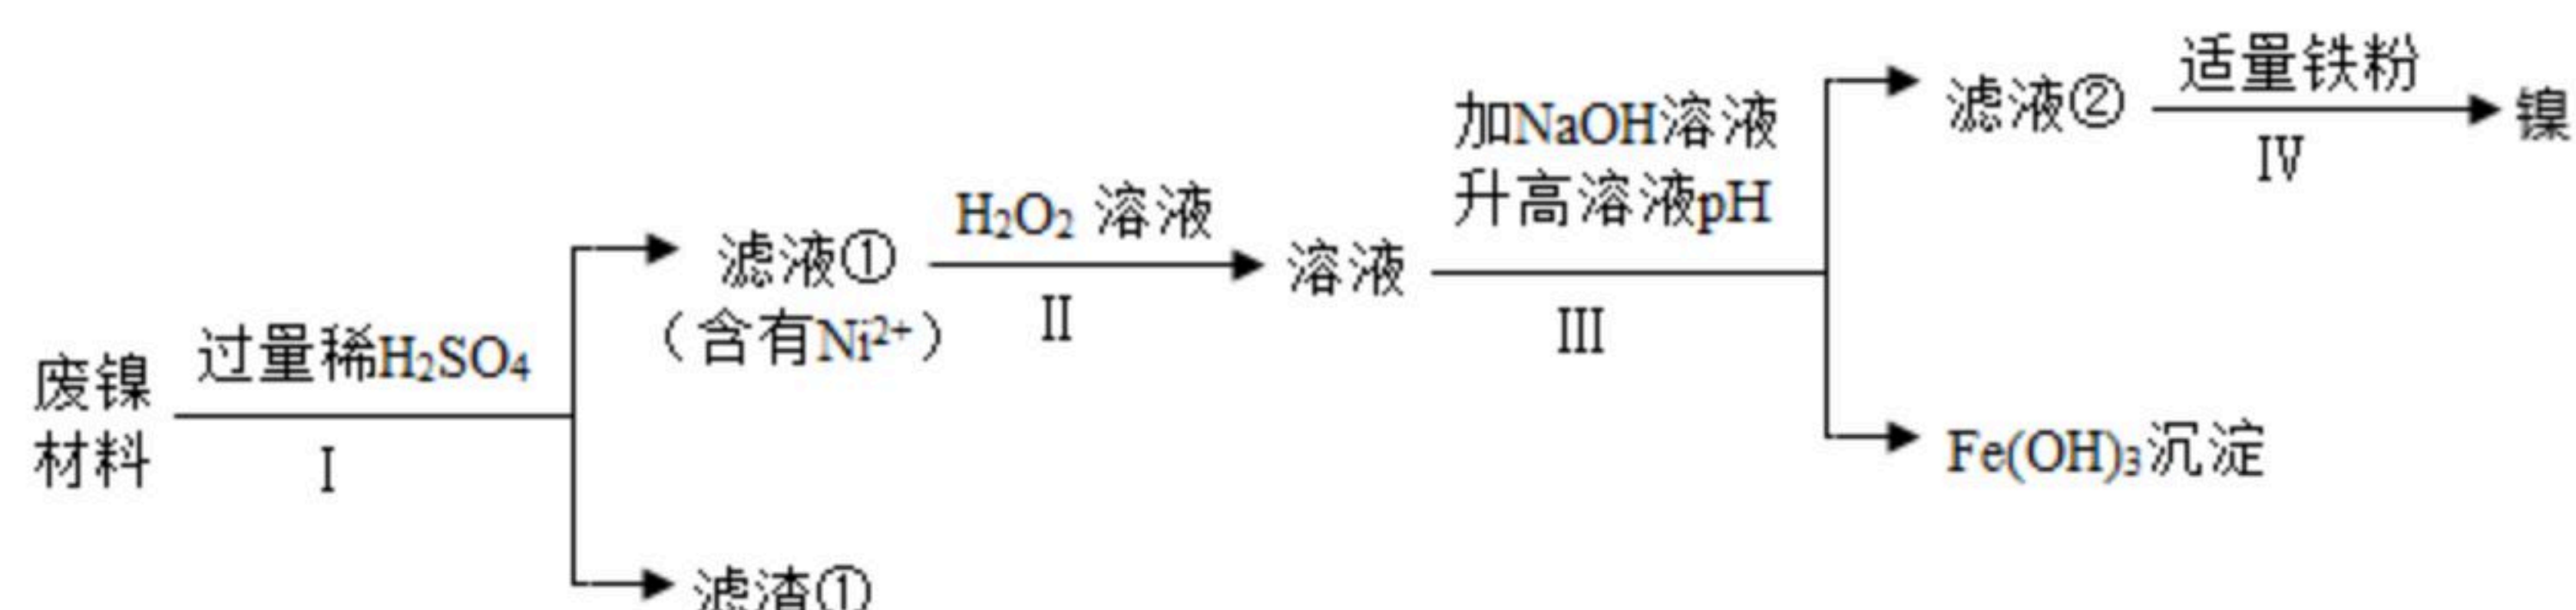 废镍
材料
过量稀H₂SO₄
I
滤液①
（含有Ni²⁺）
滤渣①
H₂O₂ 溶液
II
溶液
加NaOH溶液
升高溶液pH
III
滤液②
Fe(OH)₃沉淀
适量铁粉
IV
镍